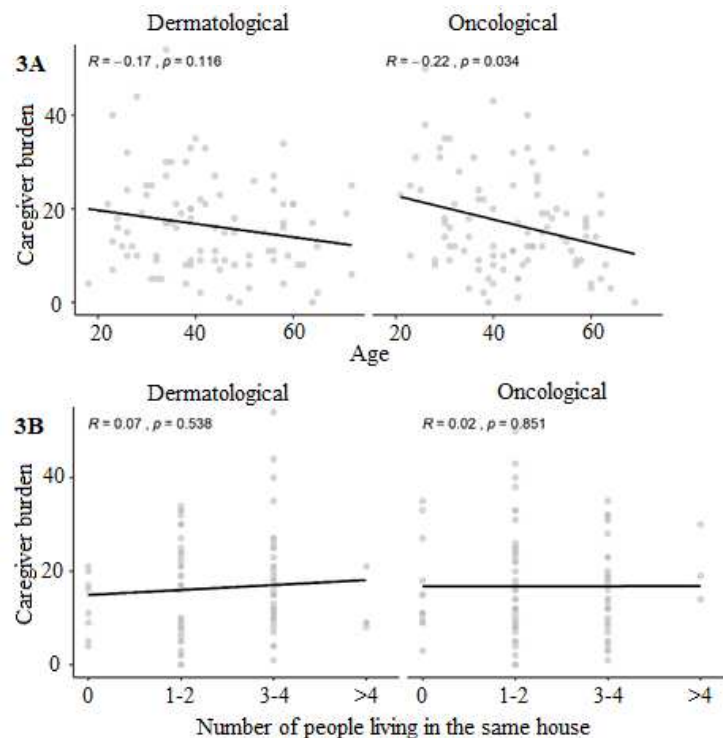 Dermatological Oncological
3A R = −0.17 , p = 0.116 R = −0.22 , p = 0.034
40
20
0
Caregiver burden
20 40 60 20 40 60
Age
Dermatological Oncological
3B R = 0.07 , p = 0.538 R = 0.02 , p = 0.851
40
20
0
Caregiver burden
0 1-2 3-4 >4 0 1-2 3-4 >4
Number of people living in the same house